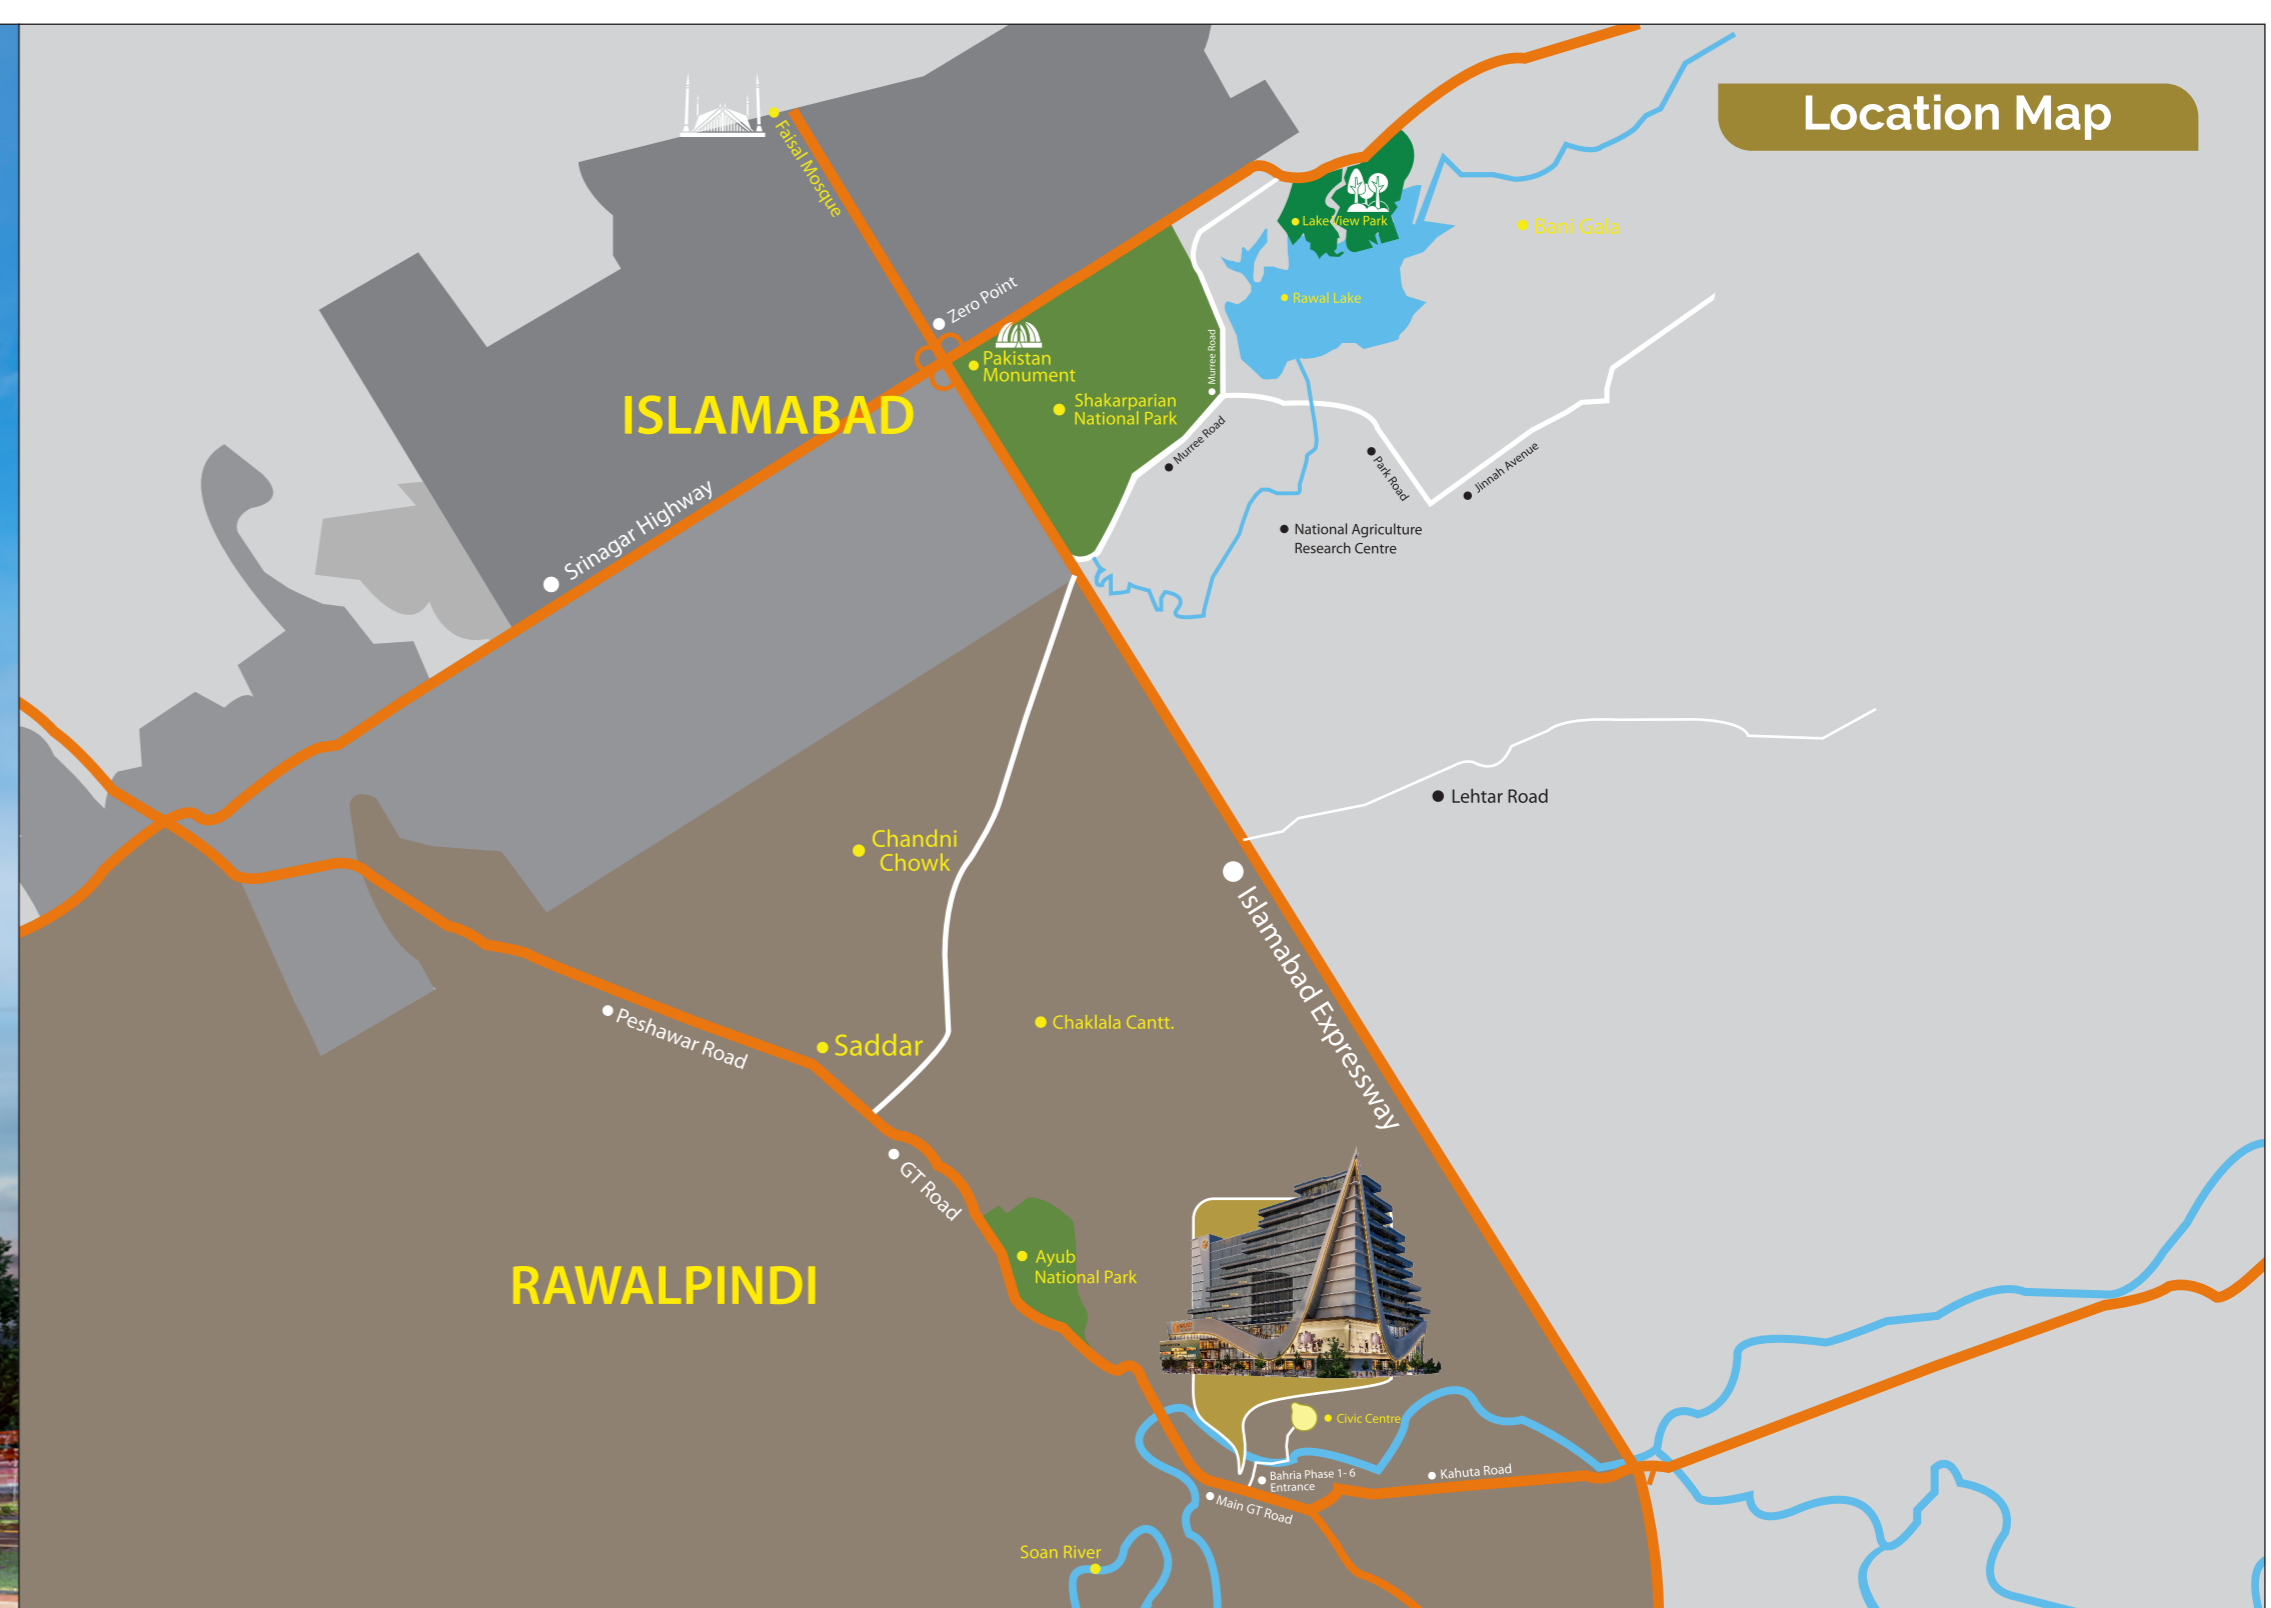 Location Map
Faisal Mosque
Lake View Park
Bani Gala
Rawal Lake
Zero Point
Pakistan
Monument
Murree Road
ISLAMABAD
Shakarparian
National Park
Murree Road
Park Road
Jinnah Avenue
Srinagar Highway
National Agriculture
Research Centre
Lehtar Road
Chandni
Chowk
Islamabad Expressway
Peshawar Road
Saddar
Chaklala Cantt.
GT Road
Ayub
National Park
RAWALPINDI
Civic Centre
Bahria Phase 1- 6
Entrance
Kahuta Road
Main GT Road
Soan River